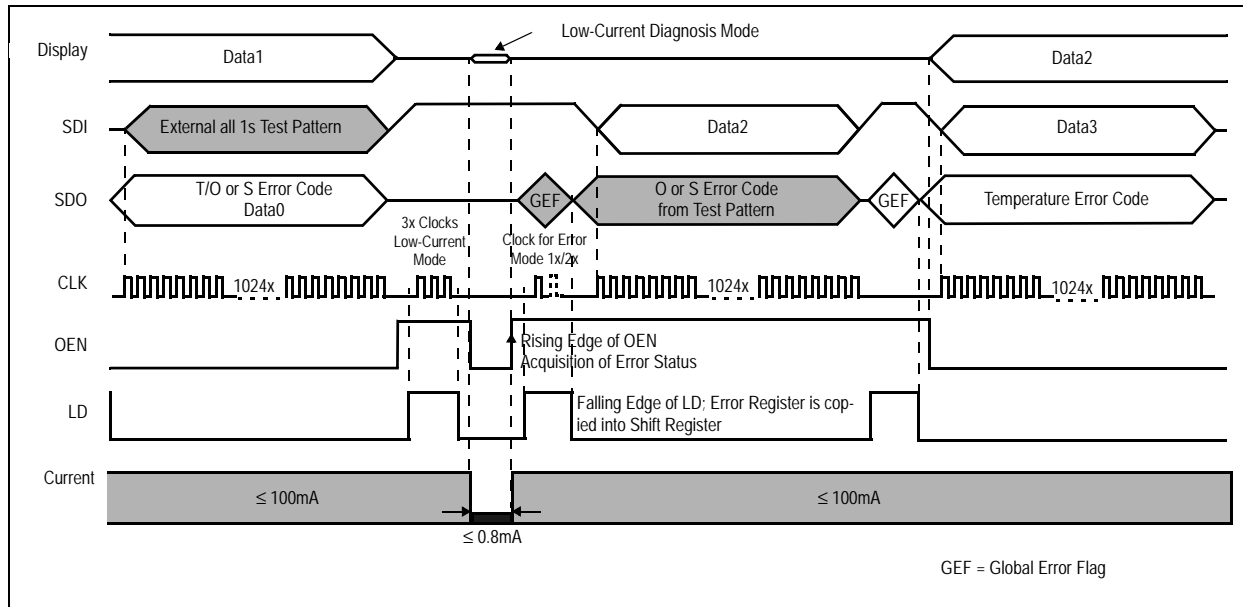 Low-Current Diagnosis Mode
Display
Data1
Data2
SDI
External all 1s Test Pattern
Data2
Data3
SDO
T/O or S Error Code
Data0
GEF
O or S Error Code
from Test Pattern
GEF
Temperature Error Code
3x Clocks
Low-Current
Mode
Clock for Error
Mode 1x/2x
CLK
1024x
1024x
1024x
OEN
Rising Edge of OEN
Acquisition of Error Status
LD
Falling Edge of LD; Error Register is cop-
ied into Shift Register
Current
≤ 100mA
≤ 100mA
≤ 0.8mA
GEF = Global Error Flag